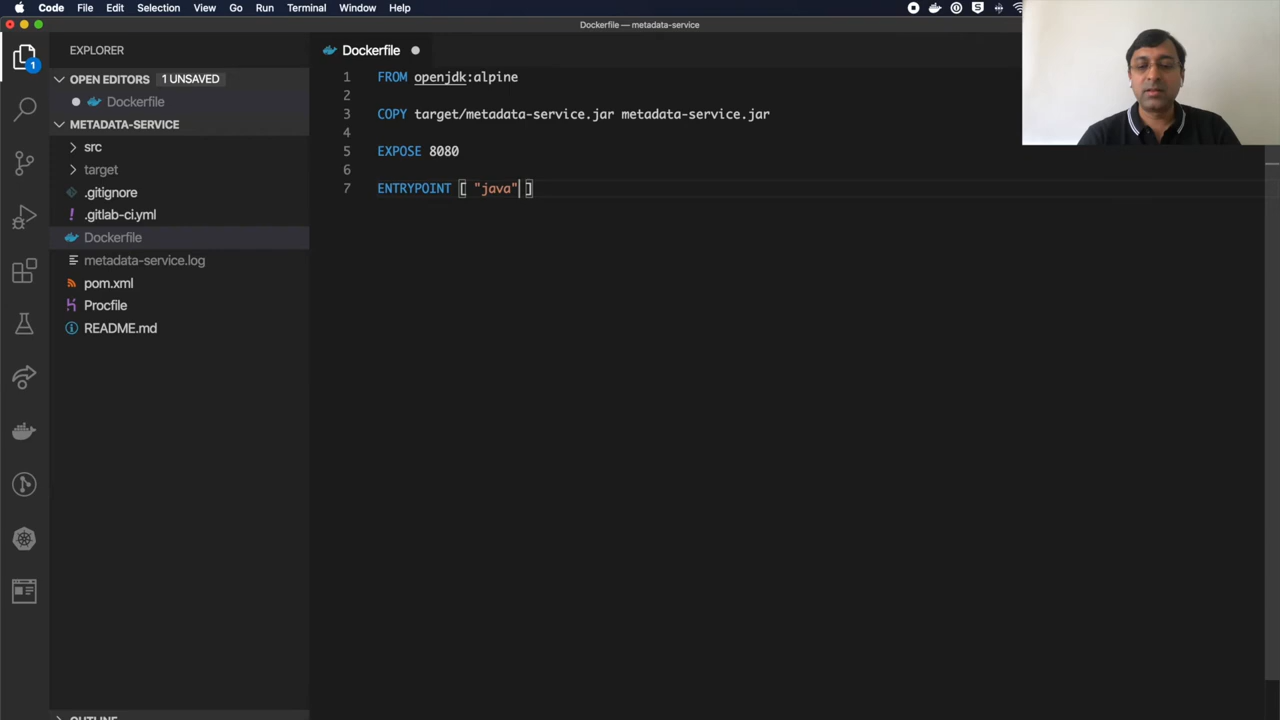 Code File Edit Selection View Go Run Terminal Window Help
Dockerfile — metadata-service
EXPLORER
Dockerfile
OPEN EDITORS 1 UNSAVED
Dockerfile
METADATA-SERVICE
src
target
.gitignore
.gitlab-ci.yml
Dockerfile
metadata-service.log
pom.xml
Procfile
README.md
1 FROM openjdk:alpine
2
3 COPY target/metadata-service.jar metadata-service.jar
4
5 EXPOSE 8080
6
7 ENTRYPOINT [ "java" ]
1
OUTLINE